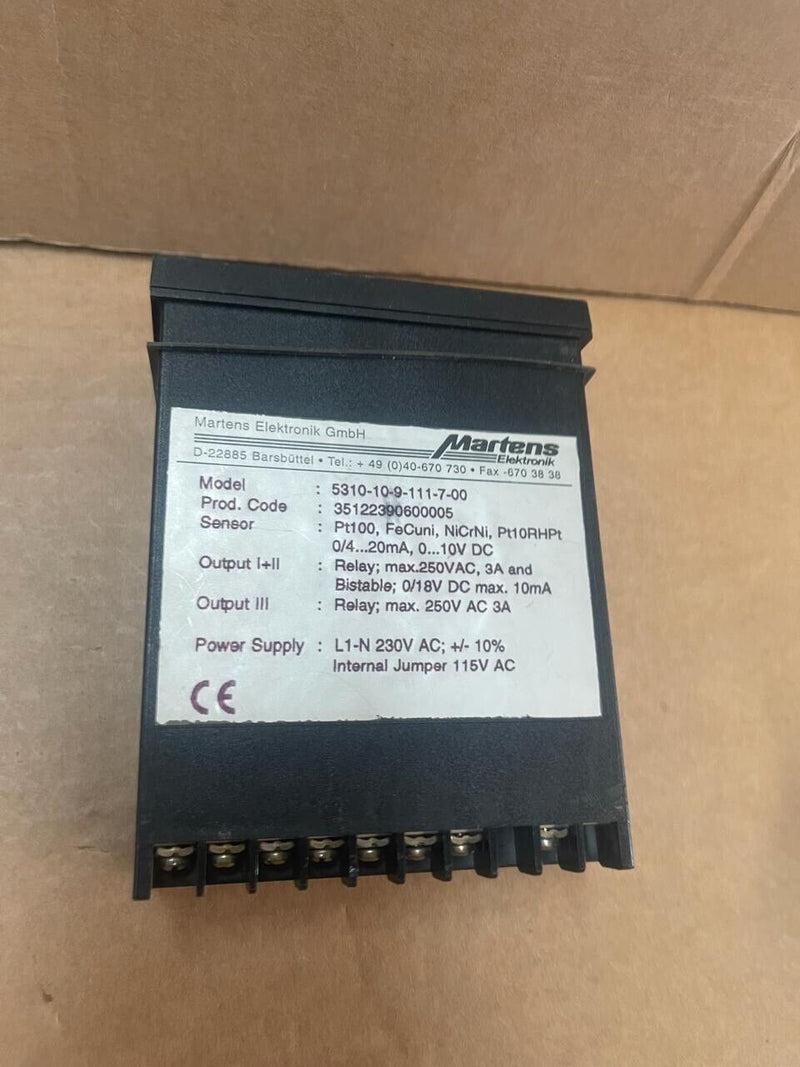 Martens Elektronik GmbH
Martens
Elektronik
D-22885 Barsbüttel • Tel.: + 49 (0)40-670 730 • Fax -670 38 38
Model : 5310-10-9-111-7-00
Prod. Code : 35122390600005
Sensor : Pt100, FeCuni, NiCrNi, Pt10RHPt
0/4...20mA, 0...10V DC
Output I+II : Relay; max.250VAC, 3A and
Bistable; 0/18V DC max. 10mA
Output III : Relay; max. 250V AC 3A
Power Supply : L1-N 230V AC; +/- 10%
Internal Jumper 115V AC
CE